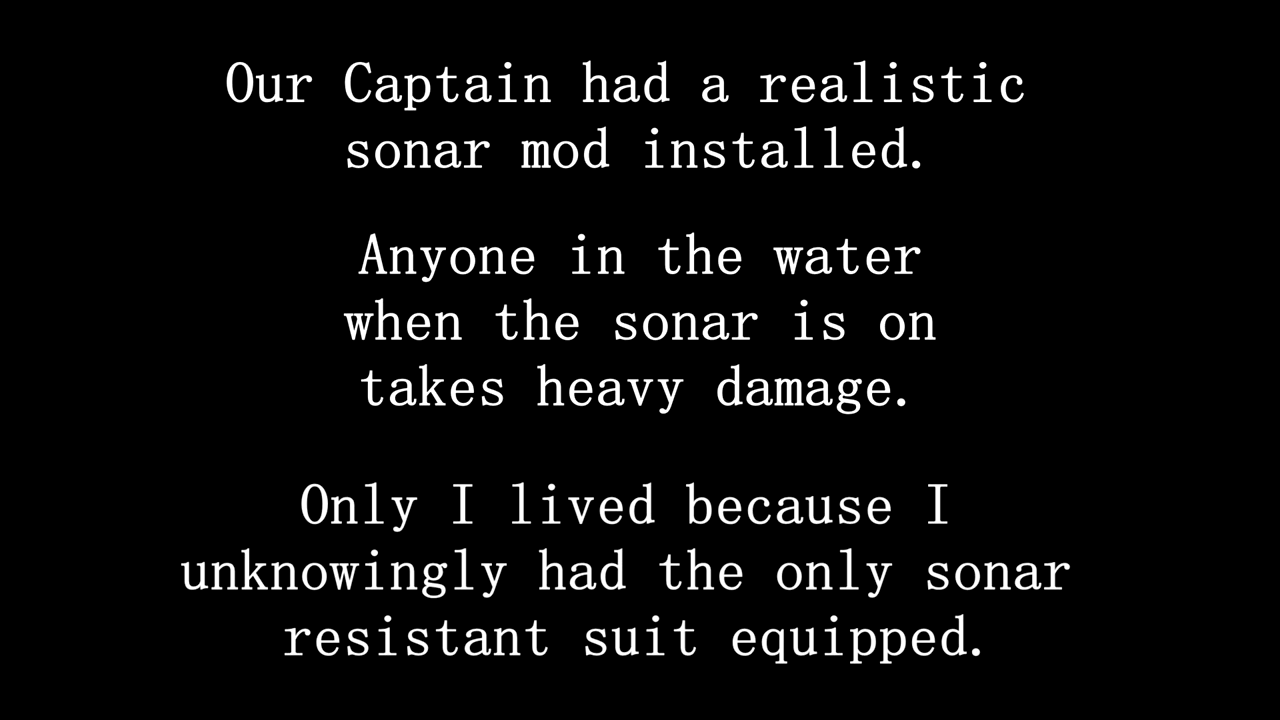 Our Captain had a realistic
sonar mod installed.
Anyone in the water
when the sonar is on
takes heavy damage.
Only I lived because I
unknowingly had the only sonar
resistant suit equipped.